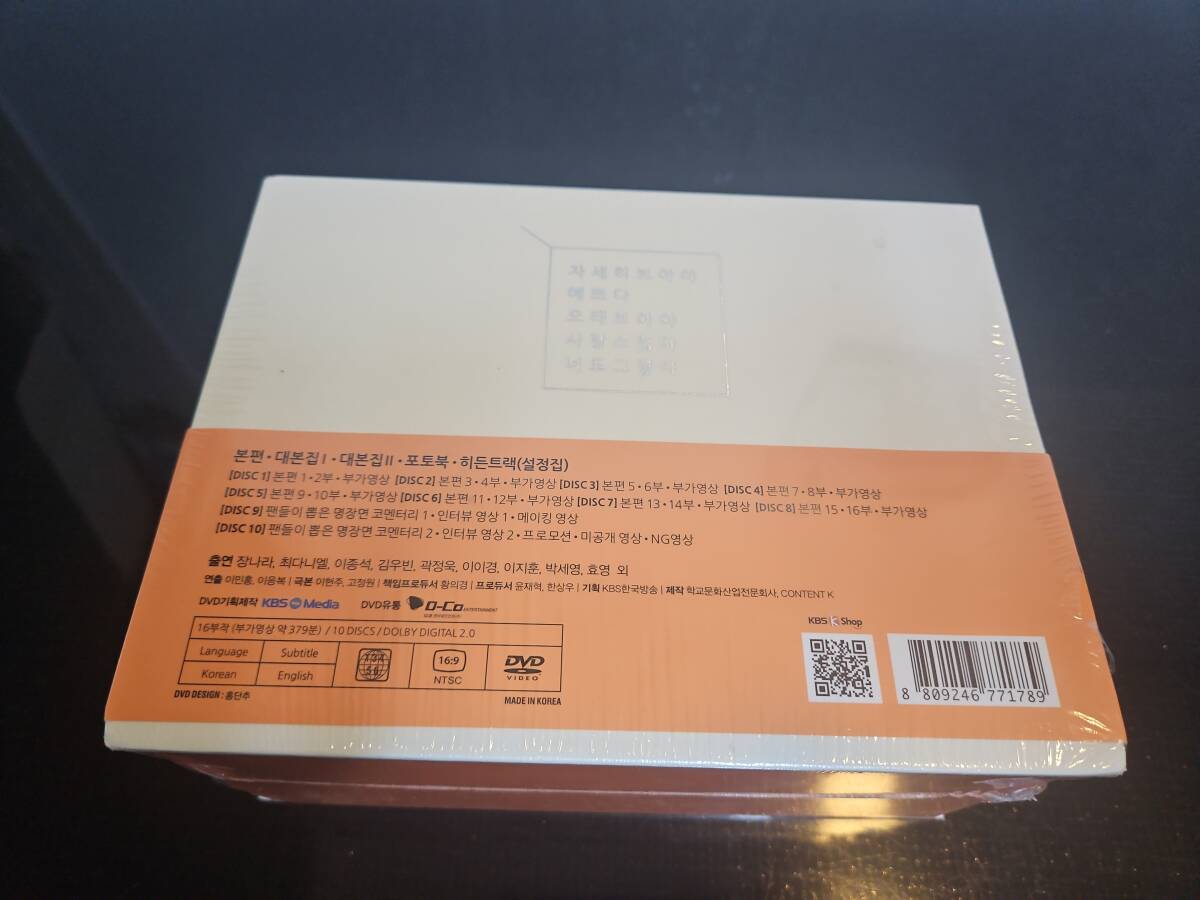 자세히보아야
예쁘다
오래보아야
사랑스럽다
너도그렇다
본편 • 대본집 I • 대본집 II • 포토북 • 히든트랙(설정집)
[DISC 1] 본편 1 • 2부 • 부가영상 [DISC 2] 본편 3 • 4부 • 부가영상 [DISC 3] 본편 5 • 6부 • 부가영상 [DISC 4] 본편 7 • 8부 • 부가영상
[DISC 5] 본편 9 • 10부 • 부가영상 [DISC 6] 본편 11 • 12부 • 부가영상 [DISC 7] 본편 13 • 14부 • 부가영상 [DISC 8] 본편 15 • 16부 • 부가영상
[DISC 9] 팬들이 뽑은 명장면 코멘터리 1 • 인터뷰 영상 1 • 메이킹 영상
[DISC 10] 팬들이 뽑은 명장면 코멘터리 2 • 인터뷰 영상 2 • 프로모션 • 미공개 영상 • NG영상
출연 장나라, 최다니엘, 이종석, 김우빈, 곽정욱, 이이경, 이지훈, 박세영, 효영 외
연출 이민홍, 이응복 | 극본 이현주, 고정원 | 책임프로듀서 황의경 | 프로듀서 윤재혁, 한상우 | 기획 KBS한국방송 | 제작 학교문화산업전문회사, CONTENT K
DVD기획제작 KBS Media DVD유통 D-Co ENTERTAINMENT
16부작 (부가영상 약 379분) / 10 DISCS / DOLBY DIGITAL 2.0
Language Subtitle
Korean English
1 3 4
5 6
16:9
NTSC
DVD
VIDEO
DVD DESIGN : 홍단추
MADE IN KOREA
KBS K Shop
8 809246 771789